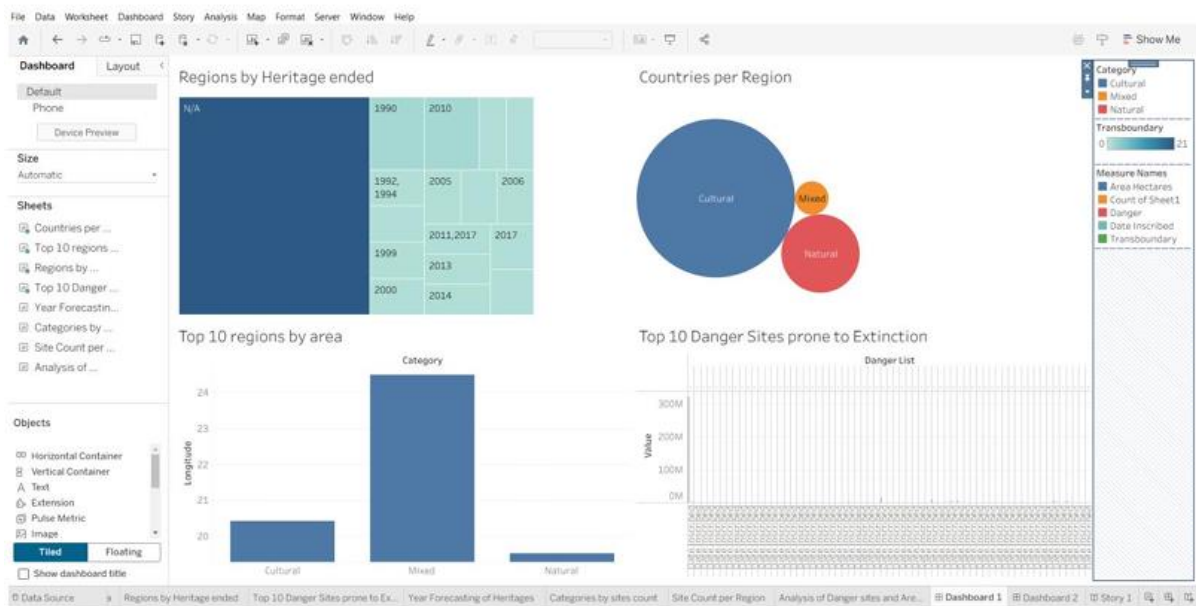 File Data Worksheet Dashboard Story Analysis Map Format Server Window Help
Show Me
Dashboard Layout
Default
Phone
Device Preview
Size
Automatic
Sheets
Countries per ...
Top 10 regions ...
Regions by ...
Top 10 Danger ...
Year Forecastin...
Categories by ...
Site Count per ...
Analysis of ...
Objects
Horizontal Container
Vertical Container
A Text
Extension
Pulse Metric
Image
Tiled Floating
Show dashboard title
Regions by Heritage ended
N/A
1990 2010
1992, 2005 2006
1994
2011,2017 2017
1999
2013
2000
2014
Countries per Region
Cultural
Mixed
Natural
Top 10 regions by area
Category
Longitude
24
23
22
21
20
Cultural Mixed Natural
Top 10 Danger Sites prone to Extinction
Danger List
Value
300M
200M
100M
0M
Category
Cultural
Mixed
Natural
Transboundary
0 21
Measure Names
Area Hectares
Count of Sheet1
Danger
Date Inscribed
Transboundary
Data Source Regions by Heritage ended Top 10 Danger Sites prone to Ex... Year Forecasting of Heritages Categories by sites count Site Count per Region Analysis of Danger sites and Are... Dashboard 1 Dashboard 2 Story 1